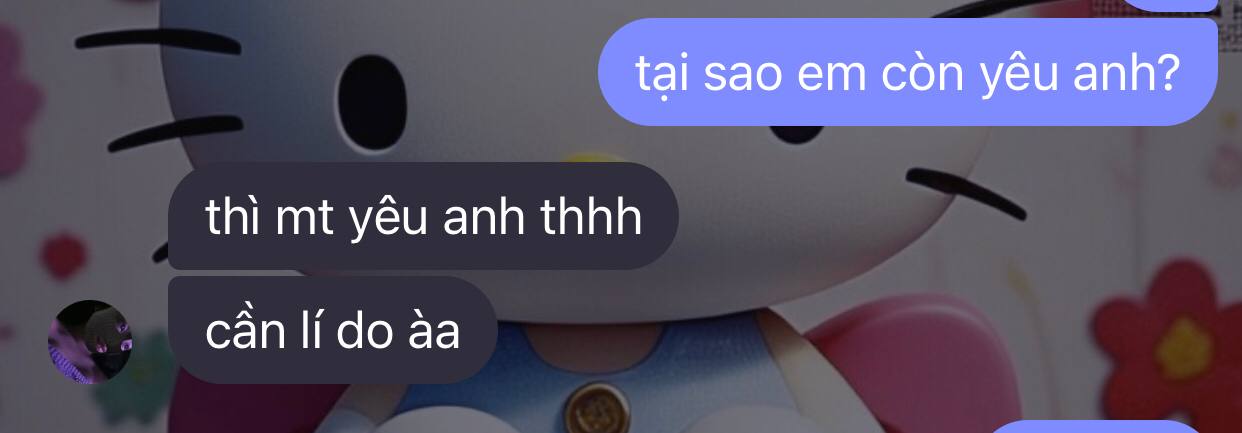 tại sao em còn yêu anh?
thì mt yêu anh thhh
cần lí do àa